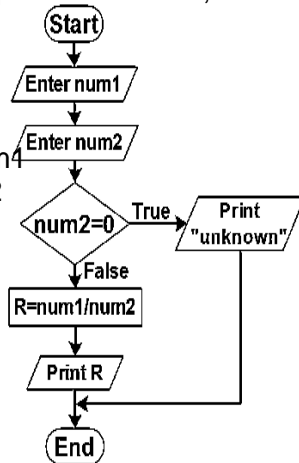 Start
Enter num1
Enter num2
num2=0
True
Print
"unknown"
False
R=num1/num2
Print R
End